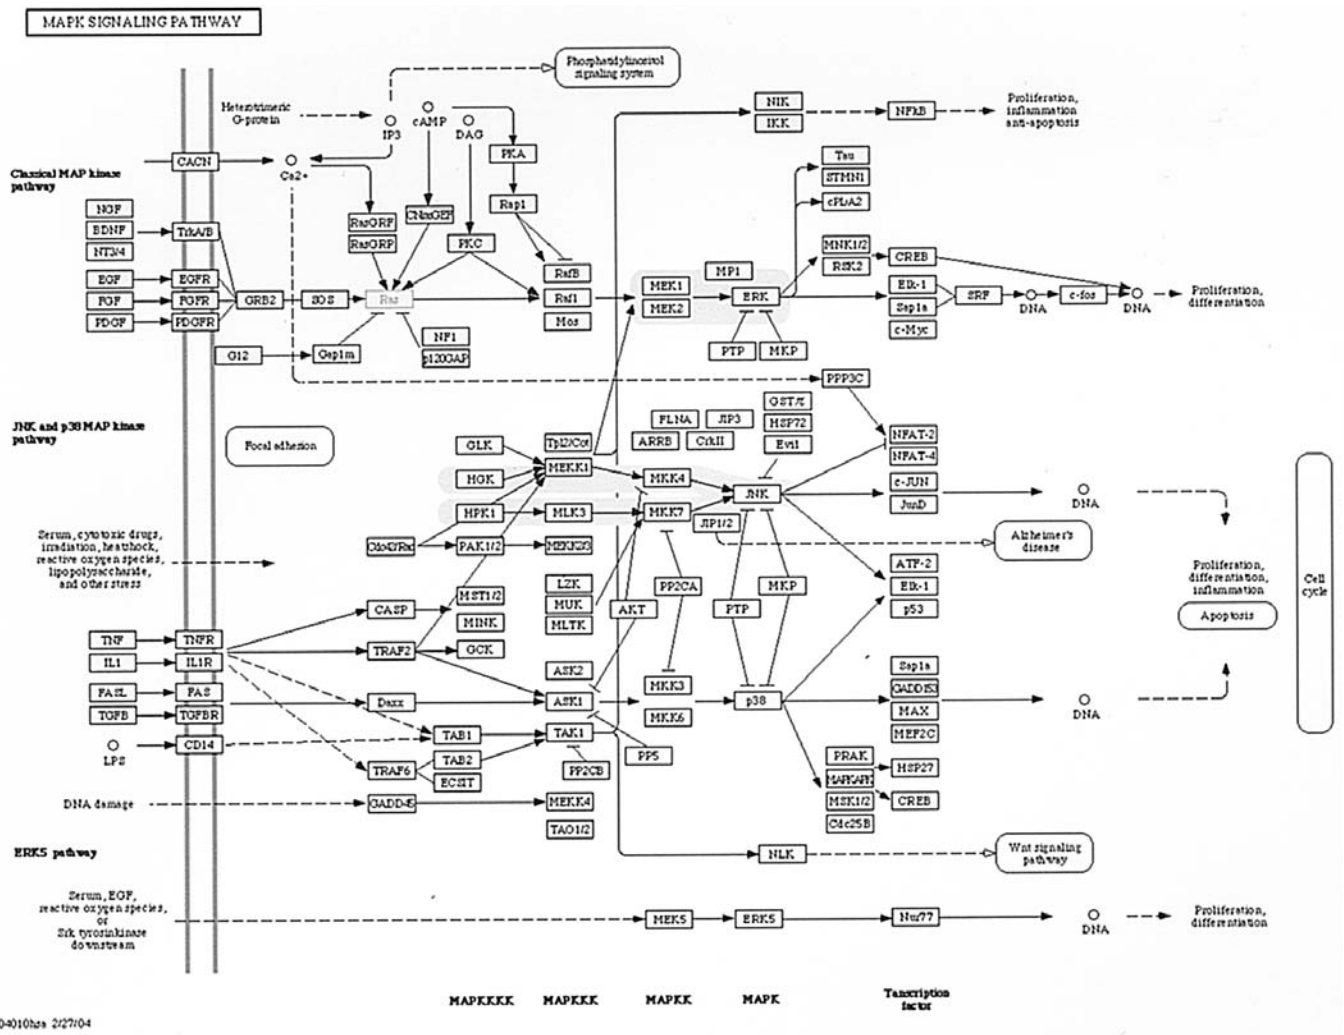 MAPK SIGNALING PATHWAY
Phosphatidylinositol
signaling system
Heterotrimeric
G-protein
IP3
cAMP
DAG
NIK
IKK
NFkB
Proliferation,
inflammation
anti-apoptosis
Classical MAP kinase
pathway
CACN
Ca2+
PKA
Rap1
Tau
STMN1
cPLA2
NGF
BDNF
NT3/4
TrkA/B
RasGRF
RasGRP
CNasGEF
PKC
RafB
MNK1/2
RSK2
CREB
EGF
EGFR
FGF
FGFR
PDGF
PDGFR
GRB2
SOS
Ras
Raf1
Mos
MEK1
MEK2
MP1
ERK
Elk-1
Sap1a
c-Myc
SRF
DNA
c-fos
DNA
Proliferation,
differentiation
G12
Gap1m
NF1
p120GAP
PTP
MKP
PPP3C
JNK and p38 MAP kinase
pathway
Focal adhesion
GLK
HGK
HPK1
Tpl2/Cot
MEKK1
MLK3
FLNA
JIP3
ARRB
CrkII
GST/π
HSP72
Evi1
NFAT-2
NFAT-4
MKK4
MKK7
JNK
JIP1/2
c-JUN
JunD
DNA
Alzheimer's
disease
Cell
cycle
Serum, cytotoxic drugs,
irradiation, heatshock,
reactive oxygen species,
lipopolysaccharide,
and other stress
Cdc42/Rac
PAK1/2
MEKK2/3
LZK
MUK
MLTK
AKT
PP2CA
PTP
MKP
ATF-2
Elk-1
p53
Proliferation,
differentiation,
inflammation
Apoptosis
CASP
MST1/2
MINK
GCK
TNF
TNFR
IL1
IL1R
TRAF2
ASK2
ASK1
MKK3
MKK6
p38
Sap1a
GADD153
MAX
MEF2C
DNA
FASL
FAS
TGFB
TGFBR
LPS
CD14
Daxx
TAB1
TAK1
TAB2
TRAF6
ECSIT
PP2CB
PP5
PRAK
MAPKAPK
MSK1/2
Cdc25B
HSP27
CREB
DNA damage
GADD45
MEKK4
TAO1/2
ERK5 pathway
NLK
Wnt signaling
pathway
Serum, EGF,
reactive oxygen species,
or
Srk tyrosinkinase
downstream
MEK5
ERK5
Nur77
DNA
Proliferation,
differentiation
MAPKKKK
MAPKKK
MAPKK
MAPK
Tanscription
factor
04010hsa 2/27/04